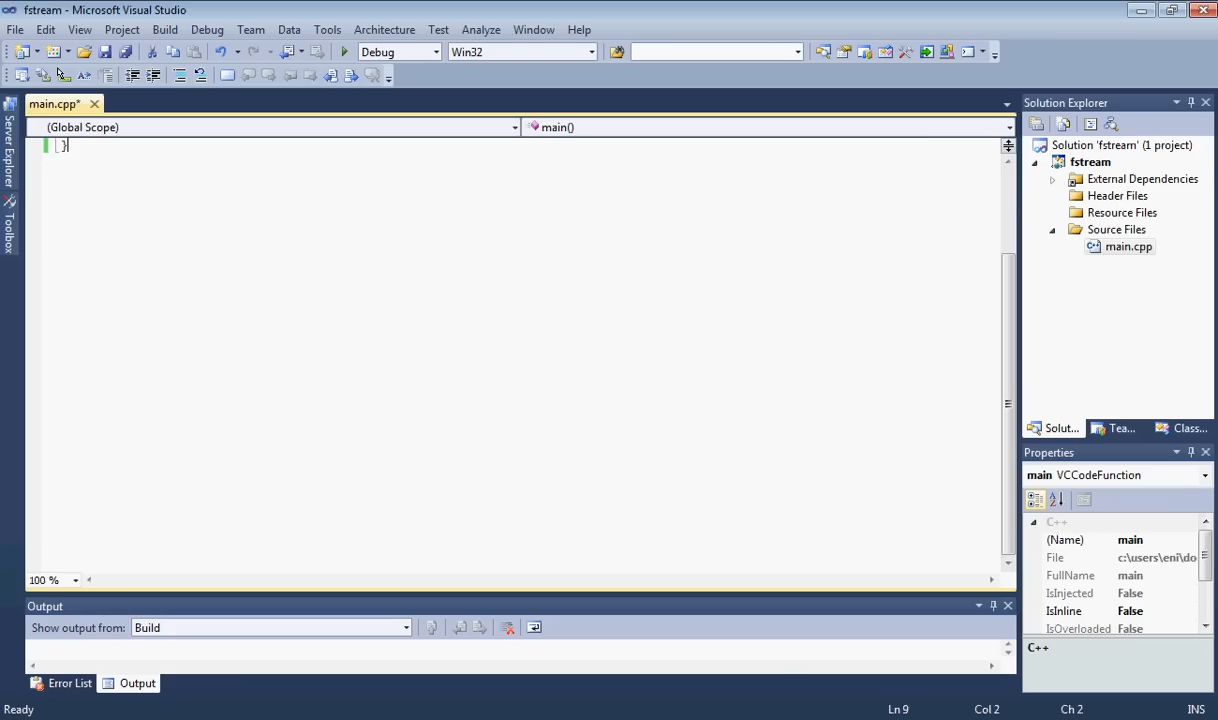 fstream - Microsoft Visual Studio
File Edit View Project Build Debug Team Data Tools Architecture Test Analyze Window Help
Debug Win32
main.cpp*
(Global Scope) main()
}
Server Explorer
Toolbox
100 %
Solution Explorer
Solution 'fstream' (1 project)
fstream
External Dependencies
Header Files
Resource Files
Source Files
main.cpp
Solut... Tea... Class...
Properties
main VCCodeFunction
C++
(Name) main
File c:\users\eni\do
FullName main
IsInjected False
IsInline False
IsOverloaded False
C++
Output
Show output from: Build
Error List Output
Ready Ln 9 Col 2 Ch 2 INS